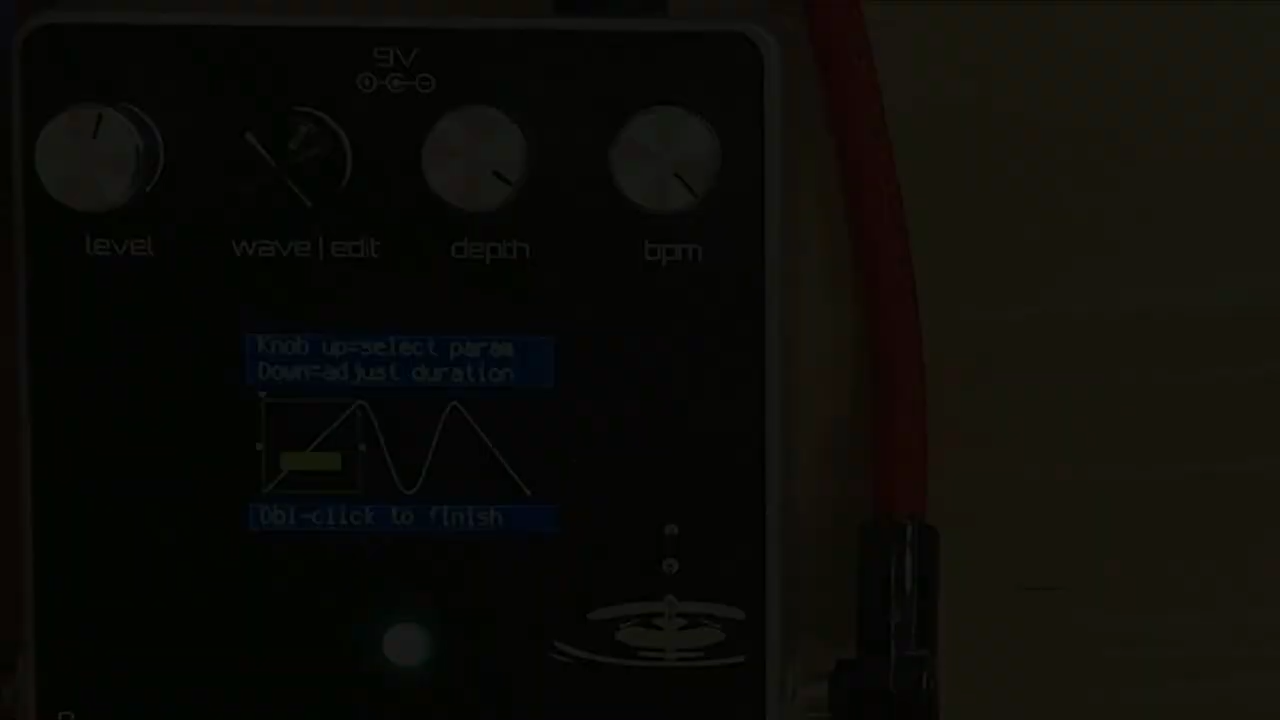 9V
level
wave | edit
depth
bpm
Knob up=select param
Down=adjust duration
Dbl-click to finish